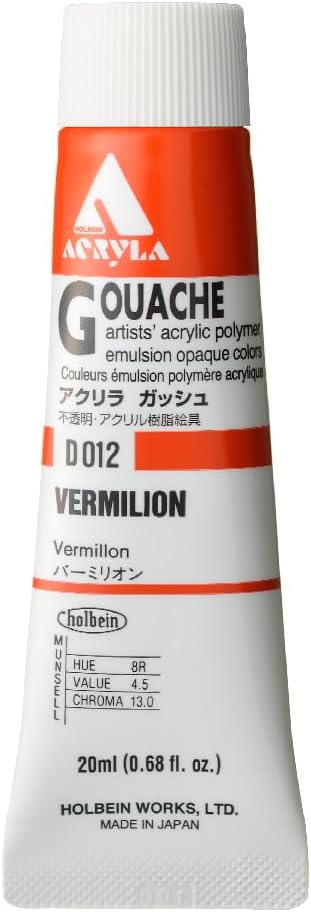 HOLBEIN
ACRYLA
GOUACHE
artists' acrylic polymer
emulsion opaque colors
Couleurs émulsion polymère acrylique
アクリラ ガッシュ
不透明・アクリル樹脂絵具
D012
VERMILION
Vermillon
バーミリオン
holbein
MUNSELL
HUE 8R
VALUE 4.5
CHROMA 13.0
20ml (0.68 fl. oz.)
HOLBEIN WORKS, LTD.
MADE IN JAPAN